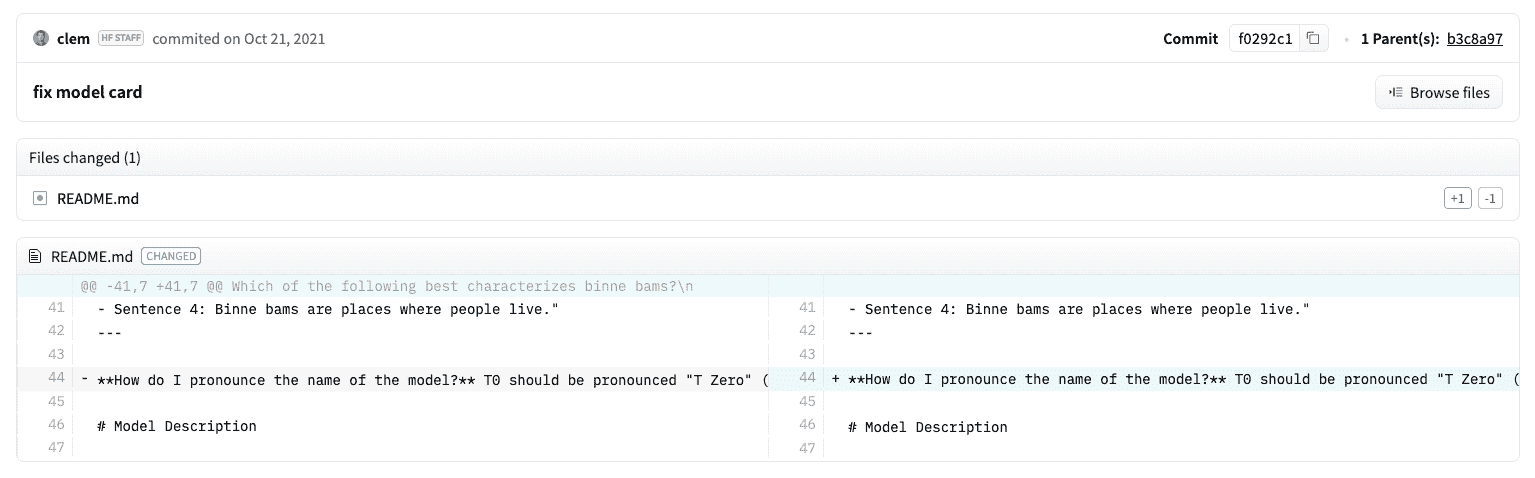 clem HF STAFF commited on Oct 21, 2021 Commit f0292c1 • 1 Parent(s): b3c8a97
fix model card Browse files
Files changed (1)
README.md +1 -1
README.md CHANGED
@@ -41,7 +41,7 @@ Which of the following best characterizes binne bams?\n
41 - Sentence 4: Binne bams are places where people live." 41 - Sentence 4: Binne bams are places where people live."
42 --- 42 ---
43 43
44 - **How do I pronounce the name of the model?** T0 should be pronounced "T Zero" ( 44 + **How do I pronounce the name of the model?** T0 should be pronounced "T Zero" (
45 45
46 # Model Description 46 # Model Description
47 47